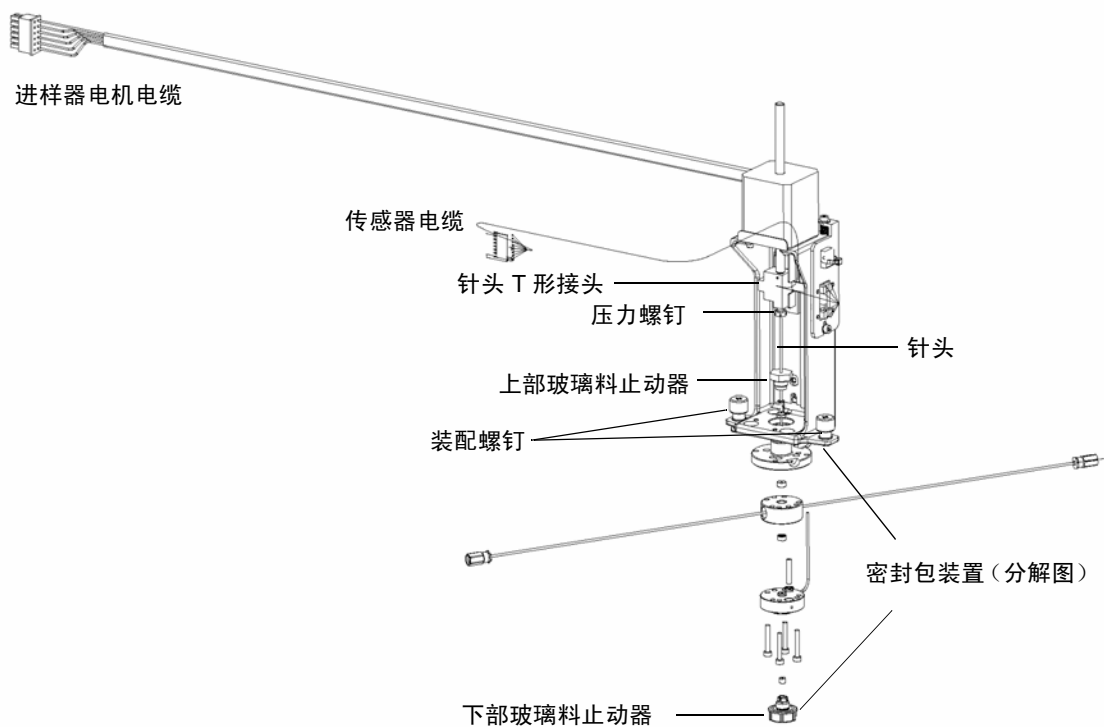 进样器电机电缆
传感器电缆
针头 T 形接头
压力螺钉
针头
上部玻璃料止动器
装配螺钉
密封包装置（分解图）
下部玻璃料止动器